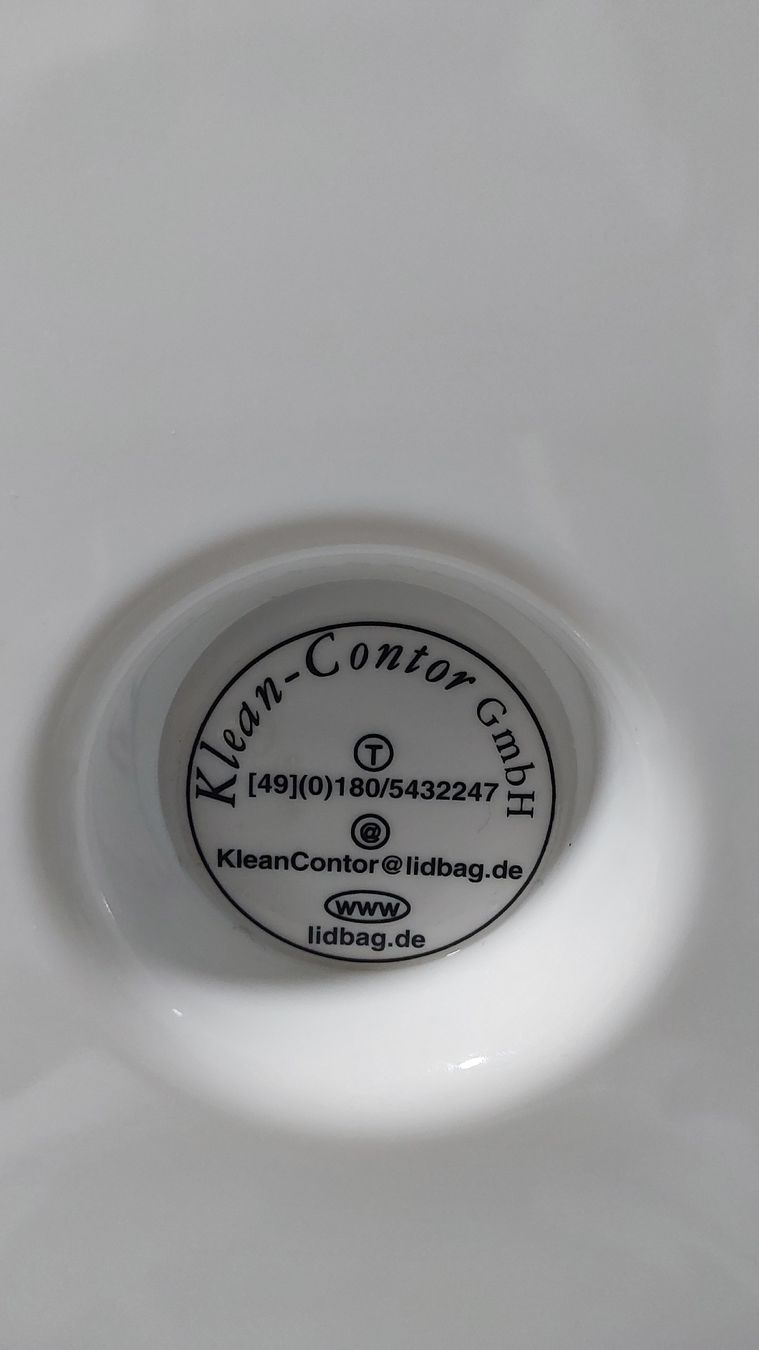 Klean-Contor GmbH
T
[49](0)180/5432247
@
KleanContor@lidbag.de
www
lidbag.de